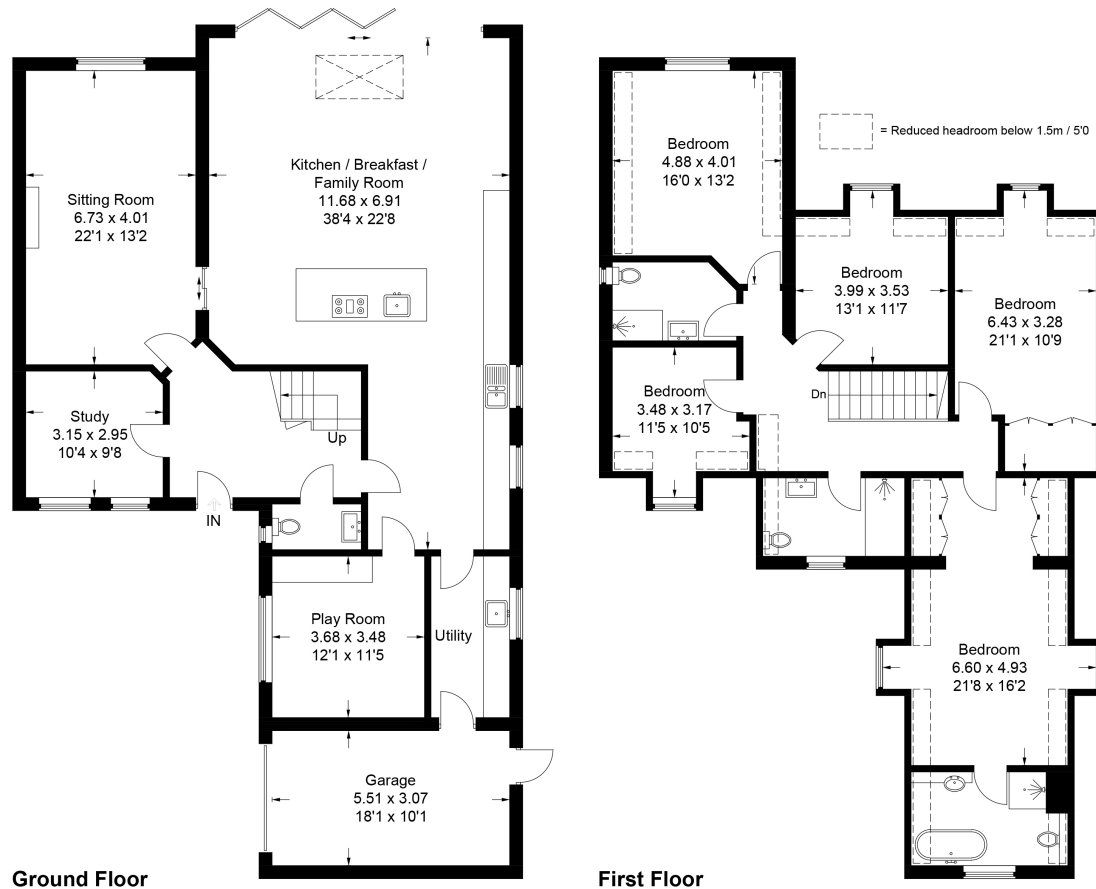 Kitchen / Breakfast /
Family Room
11.68 x 6.91
38'4 x 22'8
Sitting Room
6.73 x 4.01
22'1 x 13'2
Study
3.15 x 2.95
10'4 x 9'8
Up
IN
Play Room
3.68 x 3.48
12'1 x 11'5
Utility
Garage
5.51 x 3.07
18'1 x 10'1
Ground Floor
= Reduced headroom below 1.5m / 5'0
Bedroom
4.88 x 4.01
16'0 x 13'2
Bedroom
3.99 x 3.53
13'1 x 11'7
Bedroom
6.43 x 3.28
21'1 x 10'9
Bedroom
3.48 x 3.17
11'5 x 10'5
Dn
Bedroom
6.60 x 4.93
21'8 x 16'2
First Floor